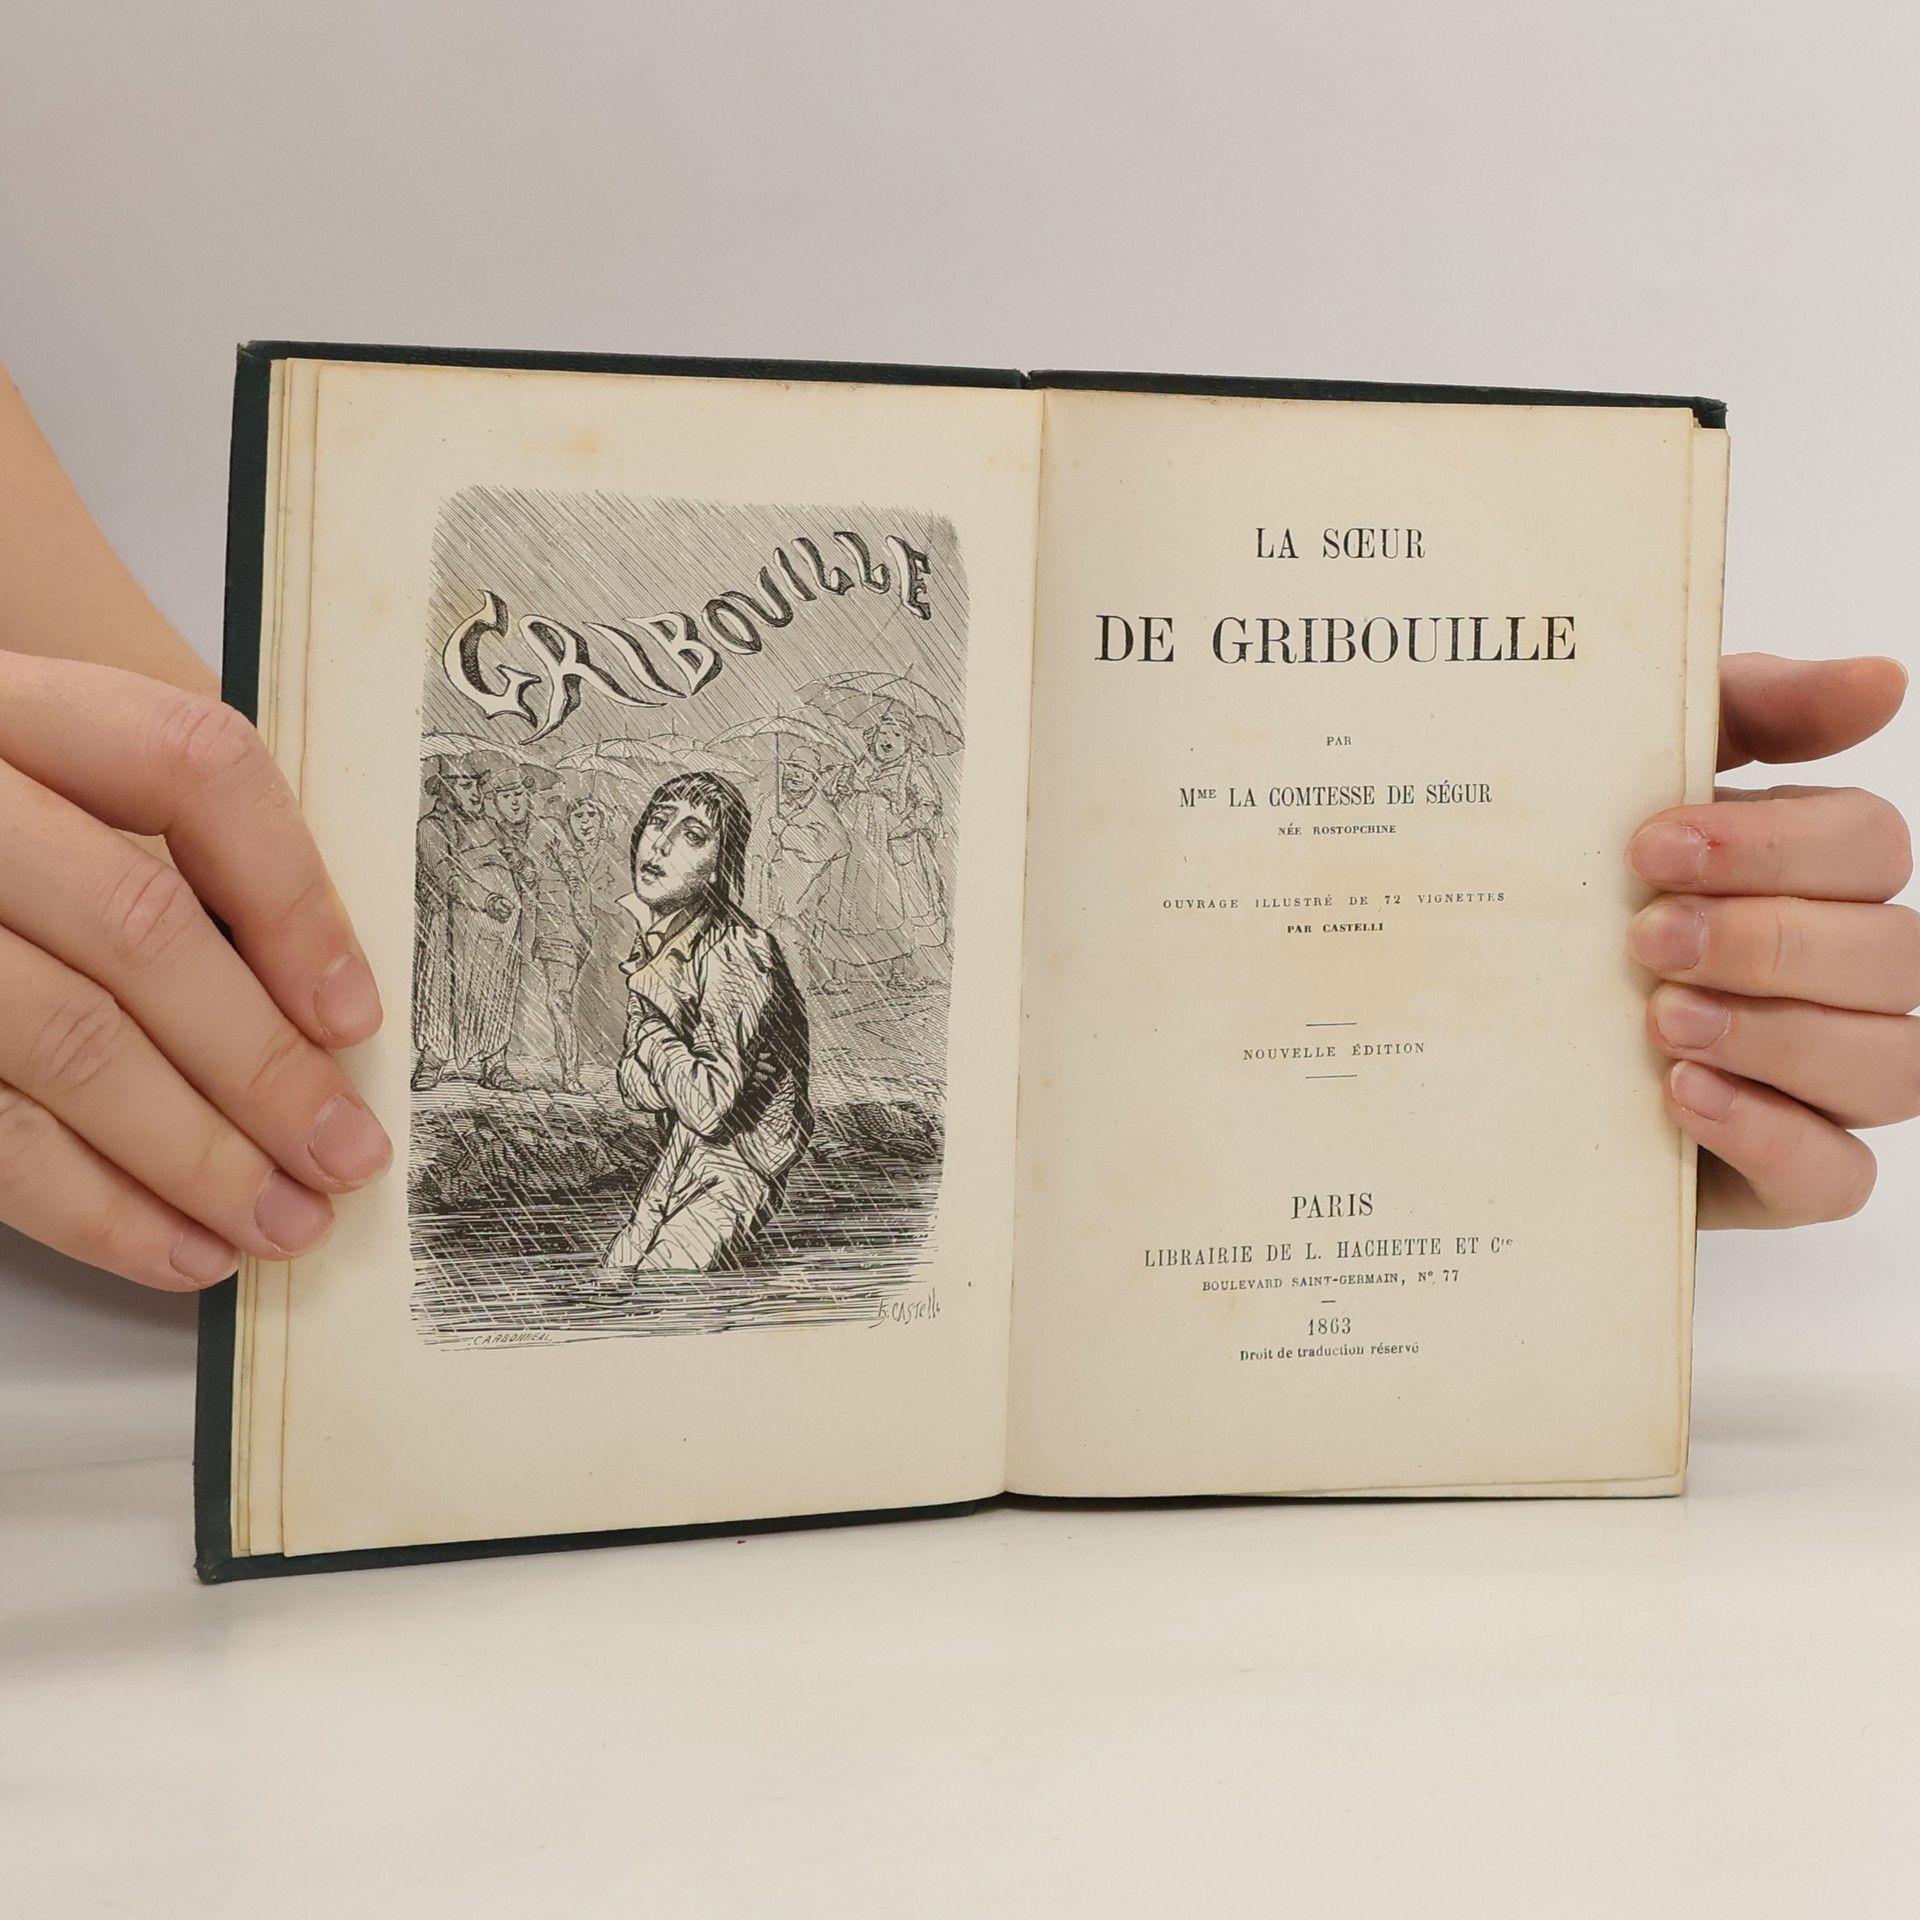 GRIBOUILLE
CARBONNEAU
H. CASTELLI
LA SŒUR
DE GRIBOUILLE
PAR
MME LA COMTESSE DE SÉGUR
NÉE ROSTOPCHINE
OUVRAGE ILLUSTRÉ DE 72 VIGNETTES
PAR CASTELLI
NOUVELLE ÉDITION
PARIS
LIBRAIRIE DE L. HACHETTE ET Cie
BOULEVARD SAINT-GERMAIN, No 77
1863
Droit de traduction réservé